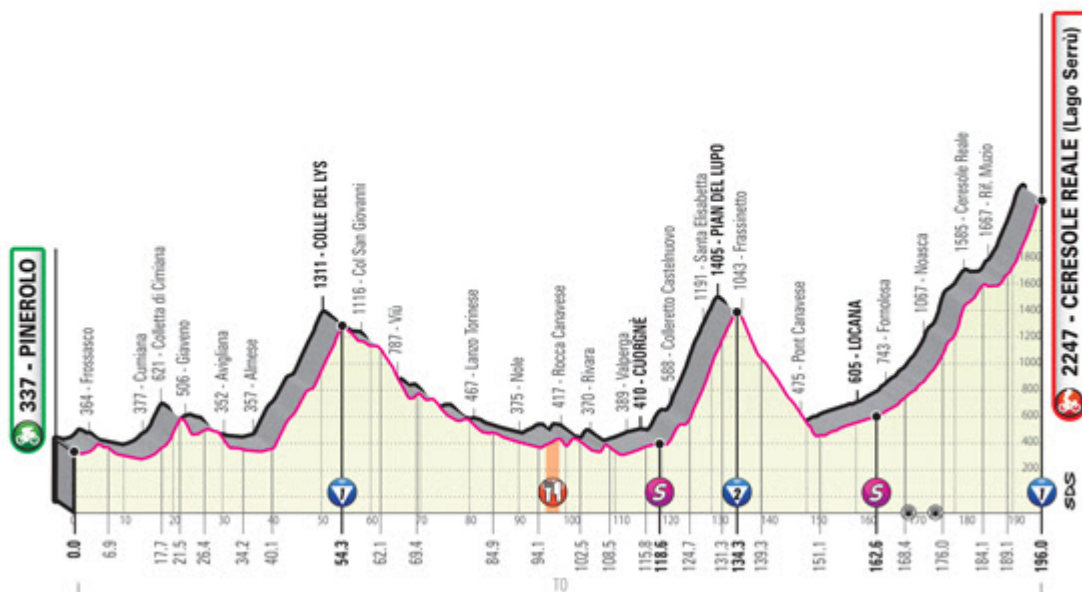 337 - PINEROLO
364 - Frossasco
377 - Cumiana
621 - Colletta di Cimiana
506 - Giaveno
352 - Avigliana
357 - Almese
1311 - COLLE DEL LYS
1116 - Col San Giovanni
787 - Viù
467 - Lanzo Torinese
375 - Nole
417 - Rocca Canavese
370 - Rivara
389 - Valperga
410 - CUORGNÈ
588 - Colleretto Castelnuovo
1191 - Santa Elisabetta
1405 - PIAN DEL LUPO
1043 - Frassinetto
475 - Pont Canavese
605 - LOCANA
743 - Fornolosa
1067 - Noasca
1585 - Ceresole Reale
1667 - Rif. Muzio
2247 - CERESOLE REALE (Lago Serrù)
1800
1600
1400
1200
1000
800
600
400
200
1
S
2
S
1
SDS
0 10 20 30 40 50 60 70 80 90 100 110 120 130 140 150 160 170 180 190
0.0 6.9 17.7 21.5 26.4 34.2 40.1 54.3 62.1 69.4 84.9 94.1 102.5 108.5 115.8 118.6 124.7 131.3 134.3 139.3 151.1 162.6 168.4 176.0 184.1 189.1 196.0
TO